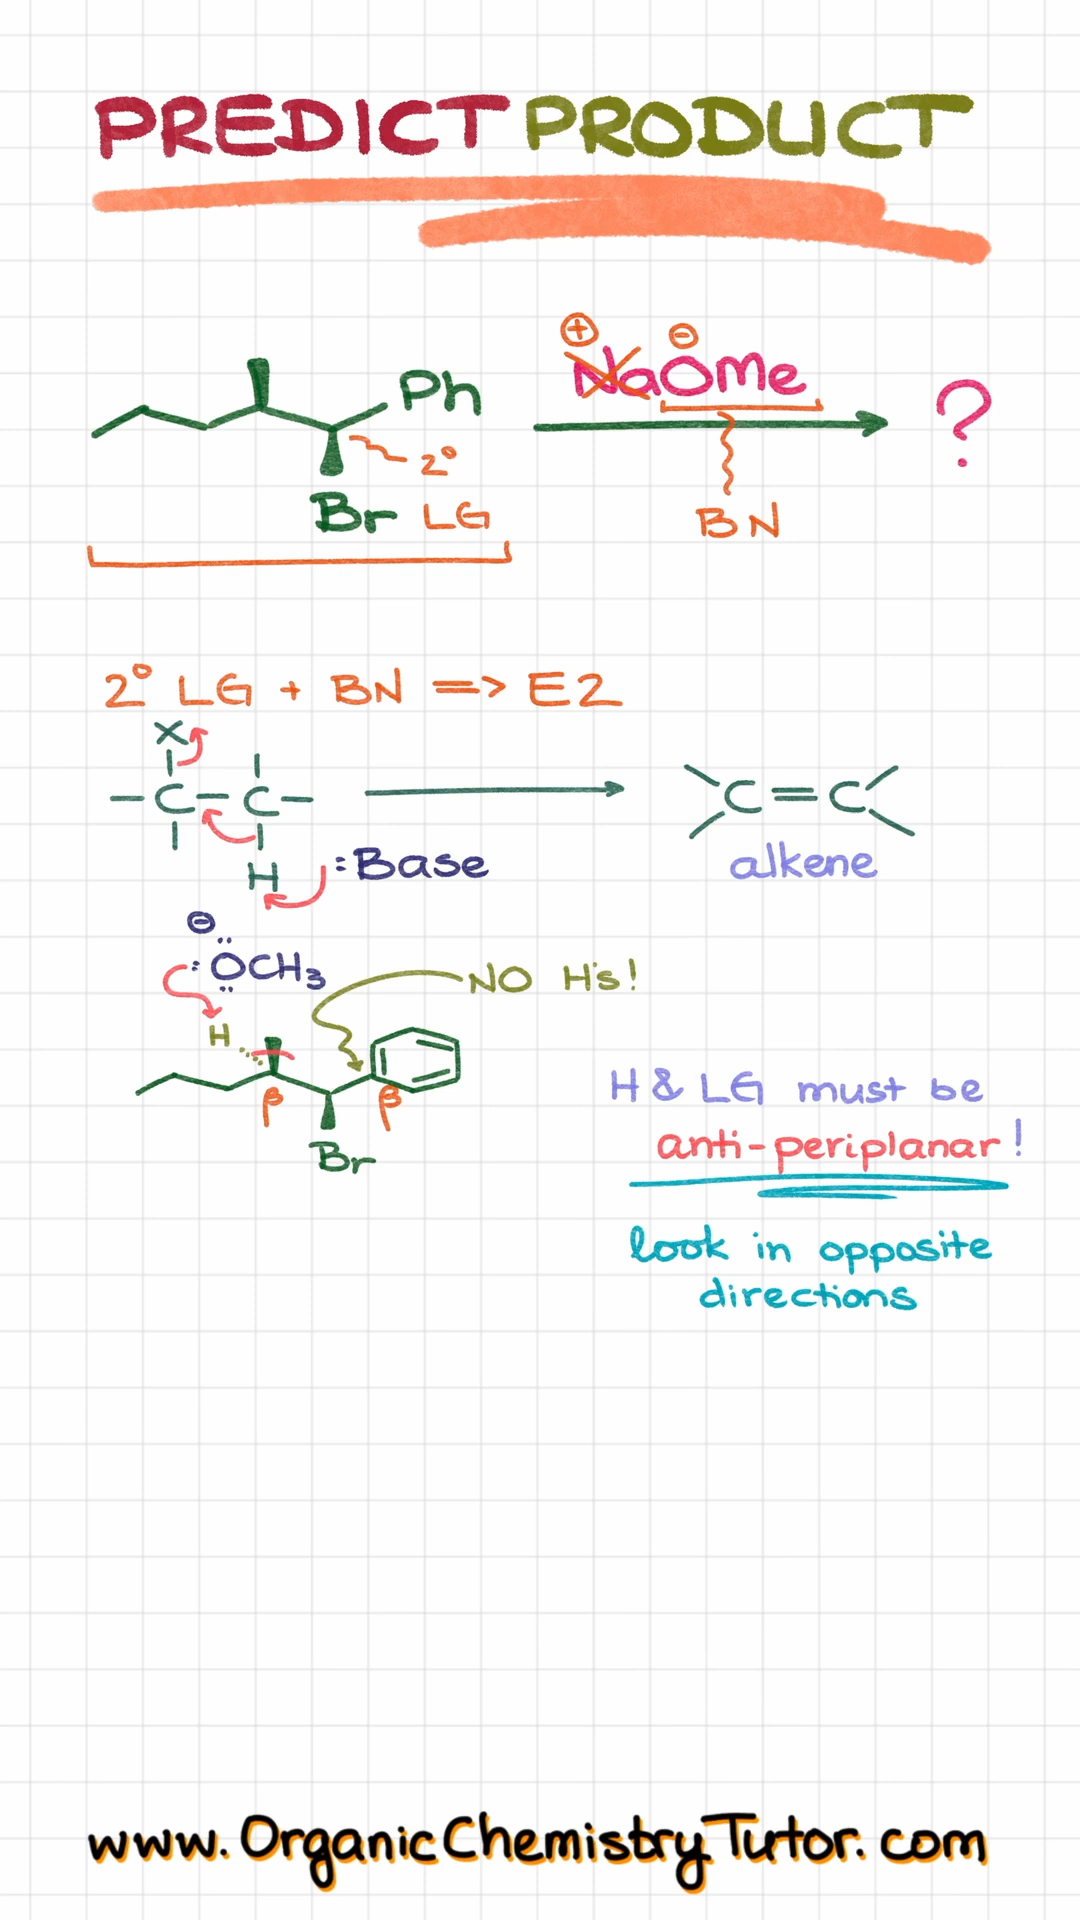 PREDICT PRODUCT
⊕ ⊖
Ph NaOMe ?
2°
Br LG BN
2° LG + BN => E2
X
-C-C- C=C
H :Base alkene
⊖
:ÖCH₃ NO H's!
H
β β H & LG must be
Br anti-periplanar!
look in opposite
directions
www.OrganicChemistryTutor.com